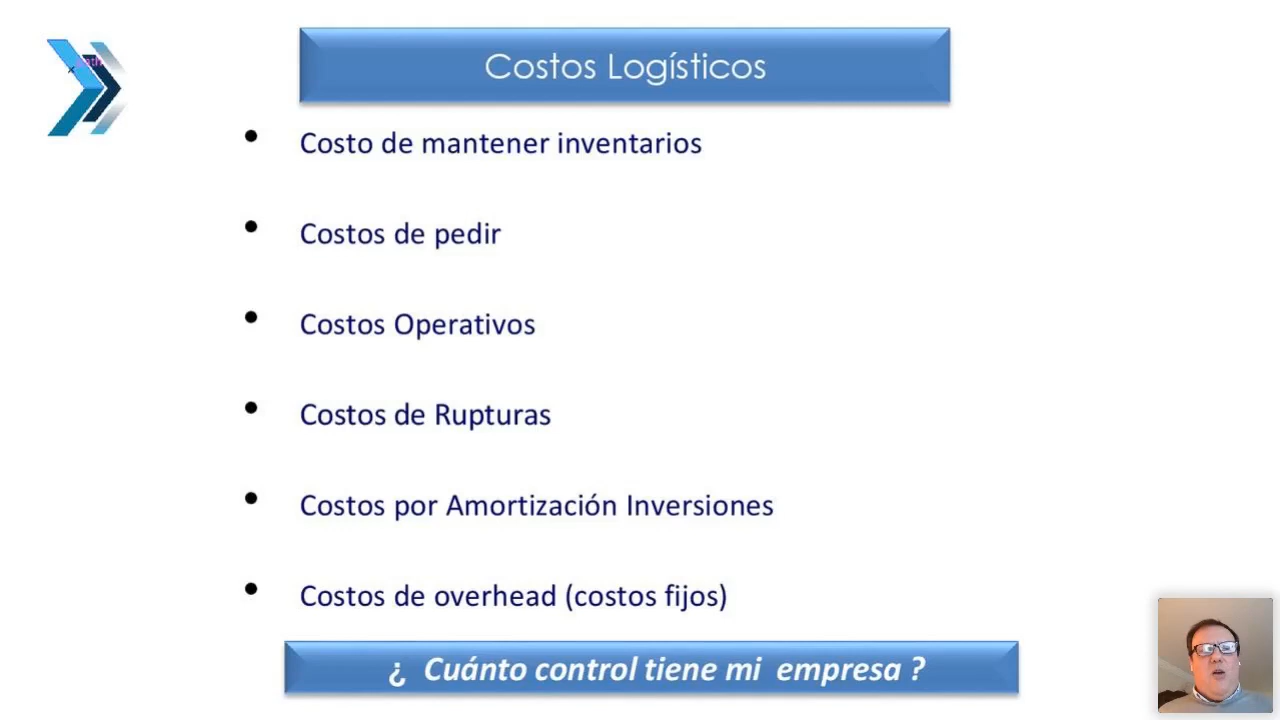 path
Costos Logísticos
• Costo de mantener inventarios
• Costos de pedir
• Costos Operativos
• Costos de Rupturas
• Costos por Amortización Inversiones
• Costos de overhead (costos fijos)
¿ Cuánto control tiene mi empresa ?